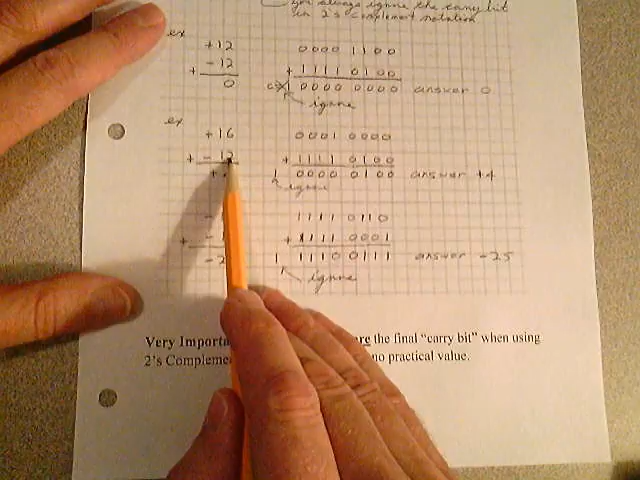 you always ignore the carry bit
in 2's complement notation
ex
+12 0000 1100
+ -12 + 1111 0100
0 1 0000 0000 answer 0
ignore
ex
+16 0001 0000
+ -12 + 1111 0100
+ 1 0000 0100 answer +4
ignore
- 1111 0110
+ - + 1111 0001
-2 1 1110 0111 answer -25
ignore
Very the final "carry bit" when using
2's no practical value.